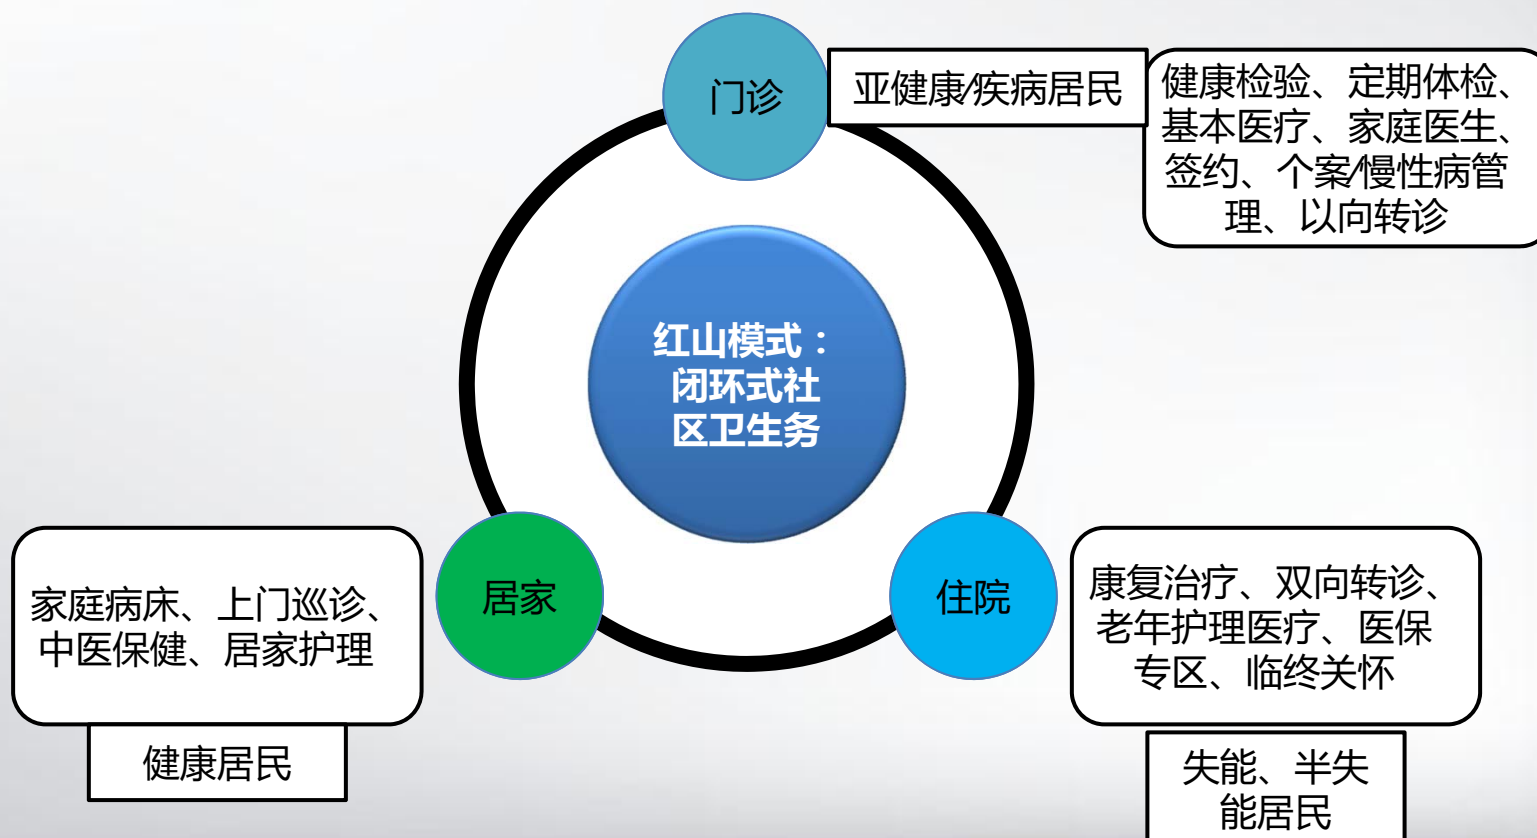 门诊
亚健康/疾病居民
健康检验、定期体检、
基本医疗、家庭医生、
签约、个案/慢性病管
理、以向转诊
红山模式：
闭环式社
区卫生务
居家
家庭病床、上门巡诊、
中医保健、居家护理
健康居民
住院
康复治疗、双向转诊、
老年护理医疗、医保
专区、临终关怀
失能、半失
能居民